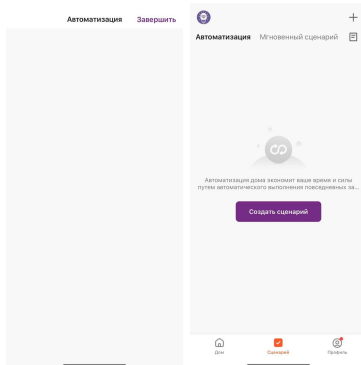 Автоматизация Завершить
Автоматизация Мгновенный сценарий
Автоматизация дома экономит ваше время и силы
путем автоматического выполнения повседневных за...
Создать сценарий
Дом Сценарий Профиль